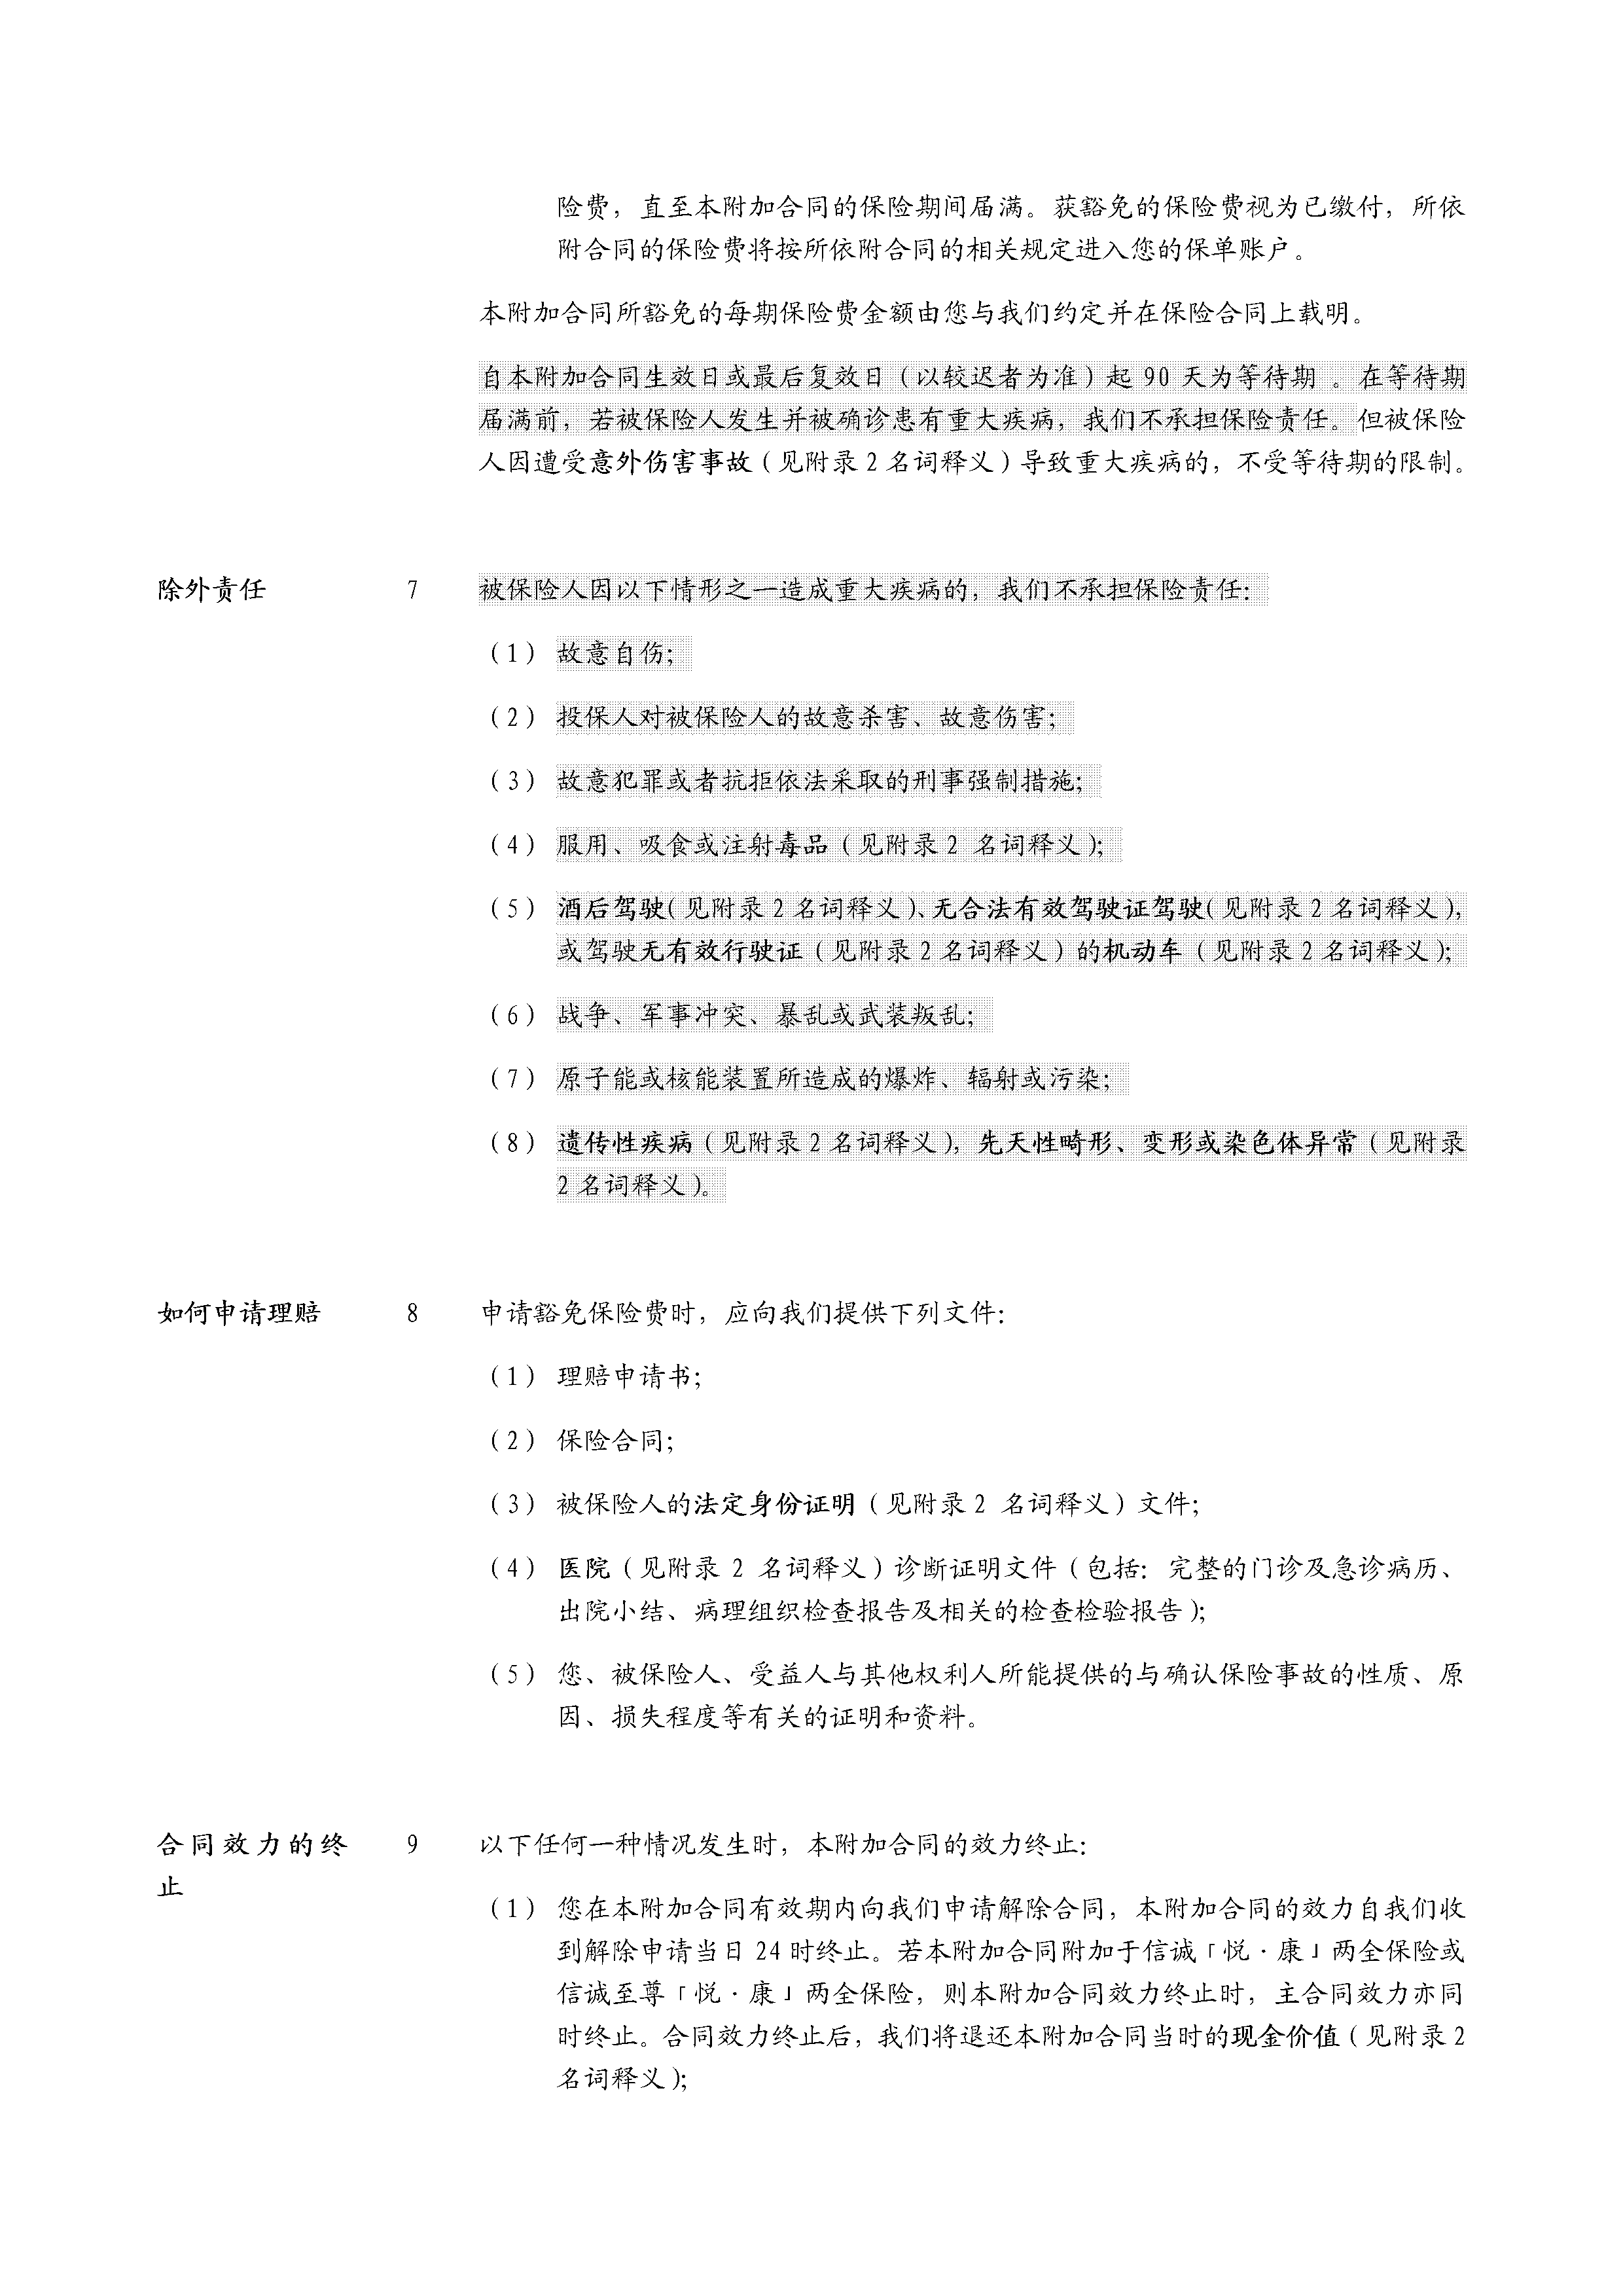 险费，直至本附加合同的保险期间届满。获豁免的保险费视为已缴付，所依
附合同的保险费将按所依附合同的相关规定进入您的保单账户。
本附加合同所豁免的每期保险费金额由您与我们约定并在保险合同上载明。
自本附加合同生效日或最后复效日（以较迟者为准）起 90 天为等待期 。在等待期
届满前，若被保险人发生并被确诊患有重大疾病，我们不承担保险责任。但被保险
人因遭受意外伤害事故（见附录 2 名词释义）导致重大疾病的，不受等待期的限制。
除外责任 7 被保险人因以下情形之一造成重大疾病的，我们不承担保险责任：
（1） 故意自伤；
（2） 投保人对被保险人的故意杀害、故意伤害；
（3） 故意犯罪或者抗拒依法采取的刑事强制措施；
（4） 服用、吸食或注射毒品（见附录 2 名词释义）；
（5） 酒后驾驶（见附录 2 名词释义）、无合法有效驾驶证驾驶（见附录 2 名词释义），
或驾驶无有效行驶证（见附录 2 名词释义）的机动车（见附录 2 名词释义）；
（6） 战争、军事冲突、暴乱或武装叛乱；
（7） 原子能或核能装置所造成的爆炸、辐射或污染；
（8） 遗传性疾病（见附录 2 名词释义），先天性畸形、变形或染色体异常（见附录
2 名词释义）。
如何申请理赔 8 申请豁免保险费时，应向我们提供下列文件：
（1） 理赔申请书；
（2） 保险合同；
（3） 被保险人的法定身份证明（见附录 2 名词释义）文件；
（4） 医院（见附录 2 名词释义）诊断证明文件（包括：完整的门诊及急诊病历、
出院小结、病理组织检查报告及相关的检查检验报告）；
（5） 您、被保险人、受益人与其他权利人所能提供的与确认保险事故的性质、原
因、损失程度等有关的证明和资料。
合同效力的终 9 以下任何一种情况发生时，本附加合同的效力终止：
止
（1） 您在本附加合同有效期内向我们申请解除合同，本附加合同的效力自我们收
到解除申请当日 24 时终止。若本附加合同附加于信诚「悦·康」两全保险或
信诚至尊「悦·康」两全保险，则本附加合同效力终止时，主合同效力亦同
时终止。合同效力终止后，我们将退还本附加合同当时的现金价值（见附录 2
名词释义）；